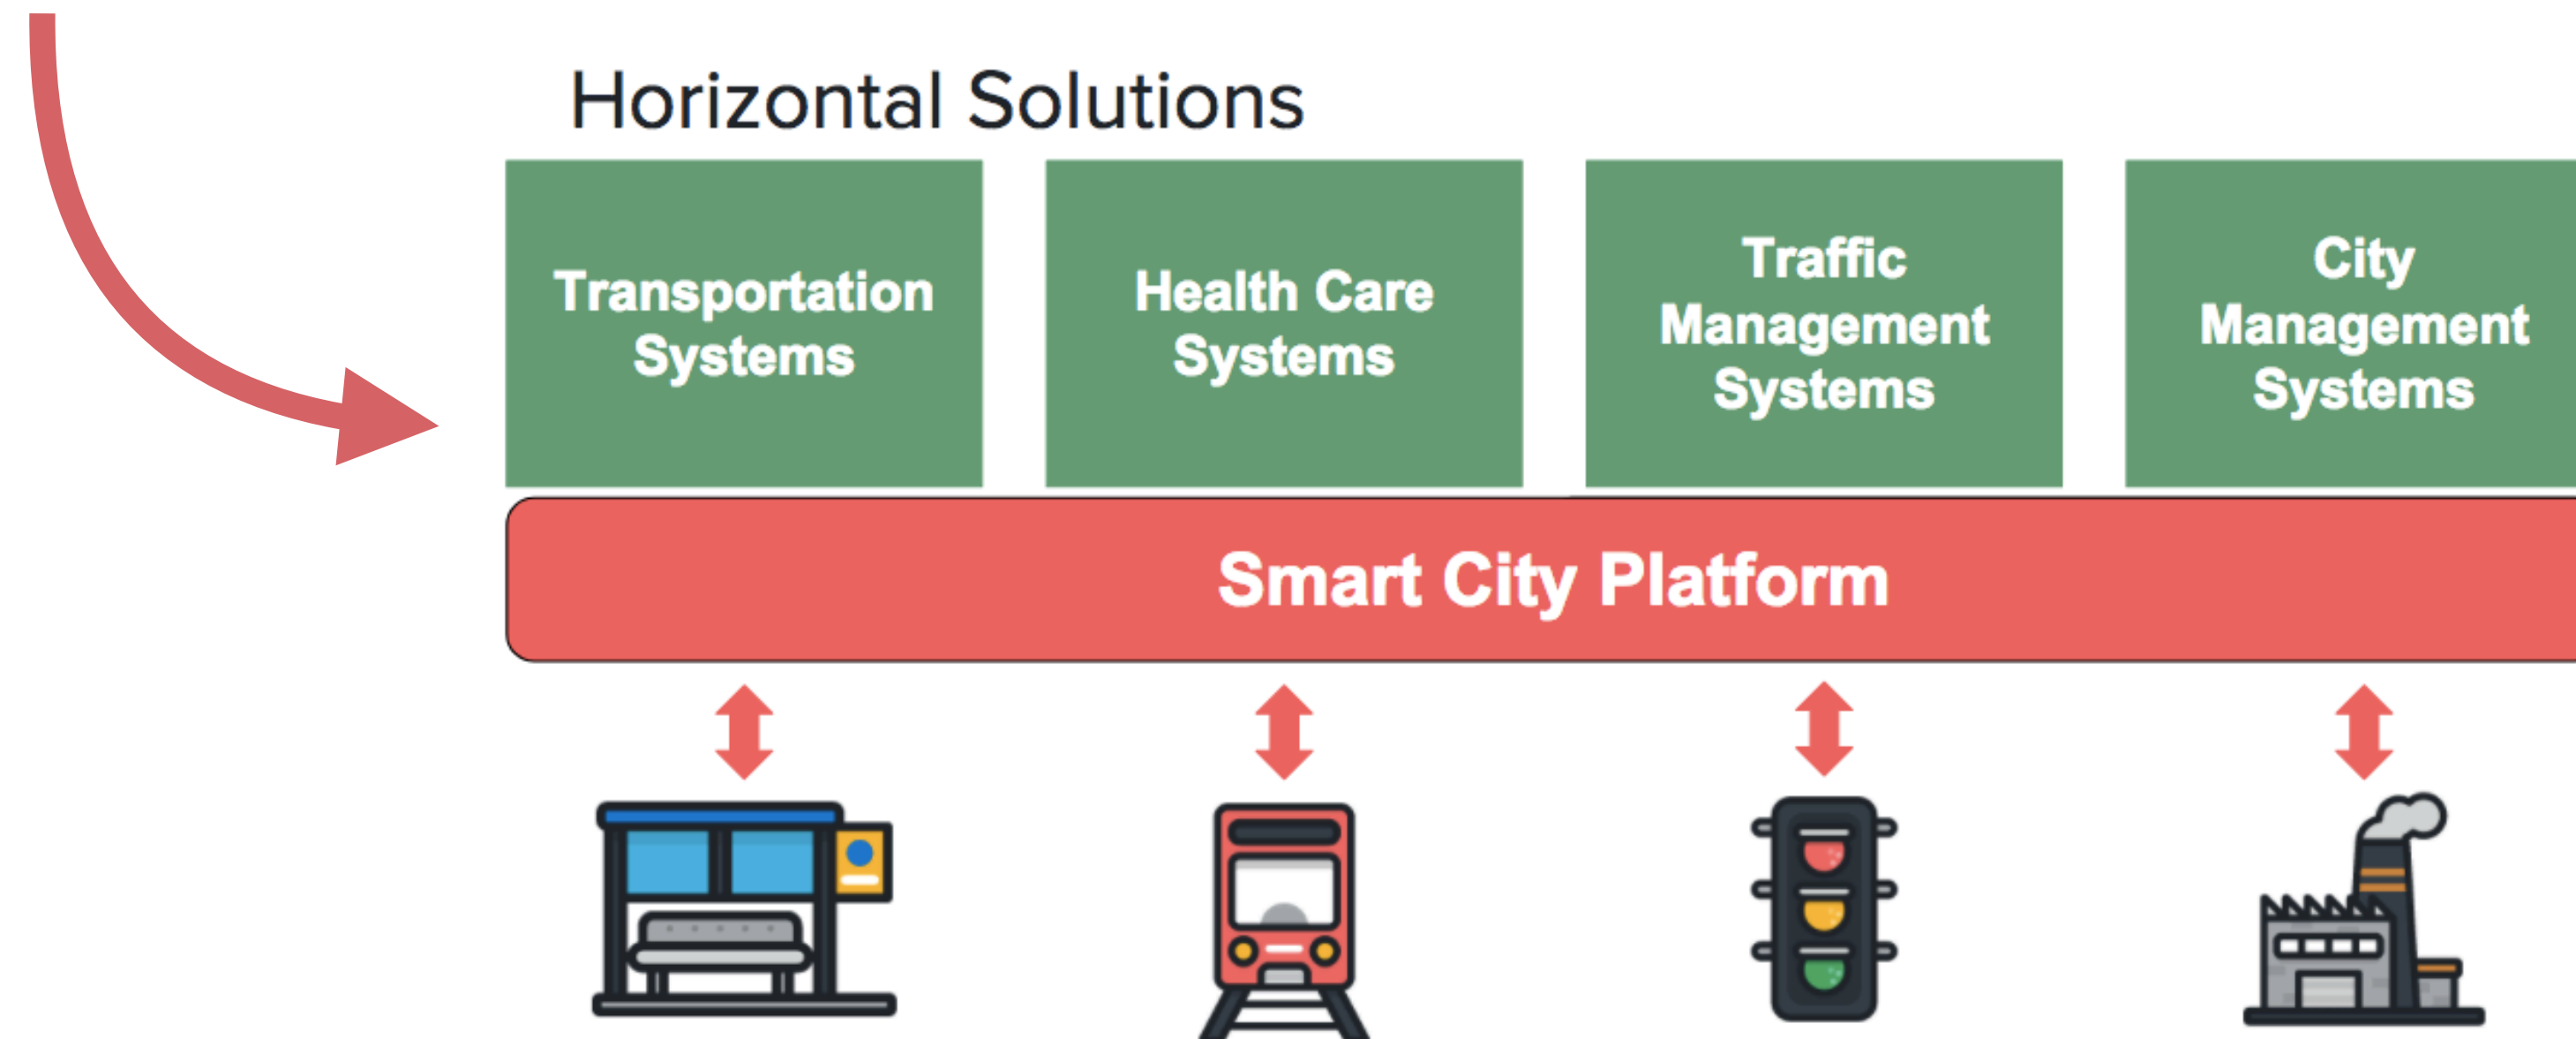 Horizontal Solutions
Transportation
Systems
Health Care
Systems
Traffic
Management
Systems
City
Management
Systems
Smart City Platform